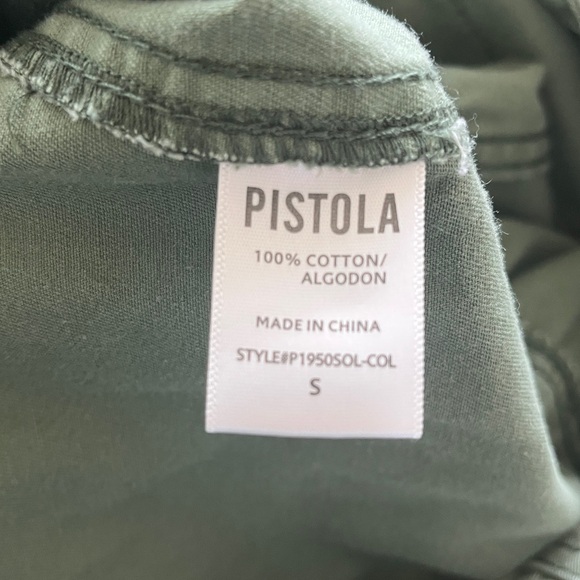 PISTOLA
100% COTTON/
ALGODON
MADE IN CHINA
STYLE#P1950SOL-COL
S